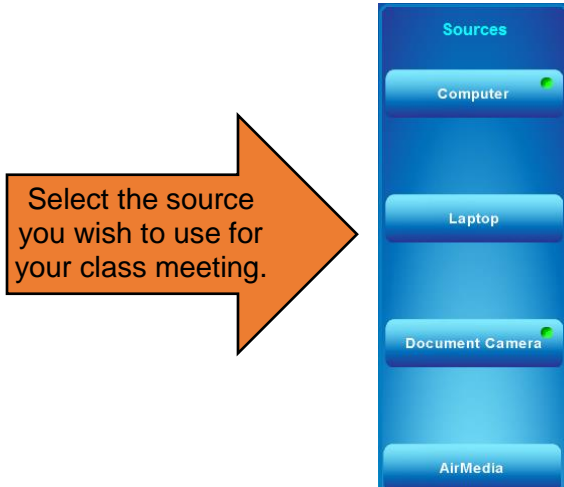 Select the source
you wish to use for
your class meeting.
Sources
Computer
Laptop
Document Camera
AirMedia